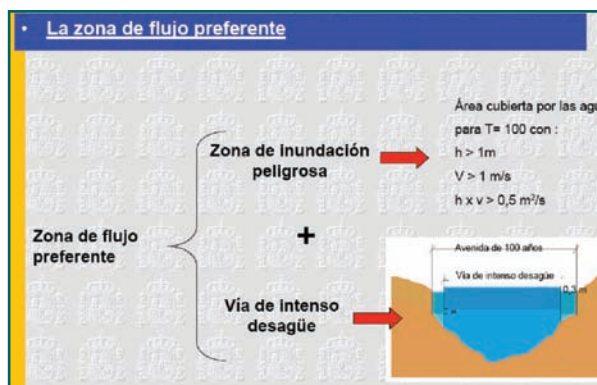 • La zona de flujo preferente
Área cubierta por las agu
para T= 100 con :
h > 1m
V > 1 m/s
h x v > 0,5 m²/s
Zona de inundación
peligrosa
+
Zona de flujo
preferente
Vía de intenso
desagüe
Avenida de 100 años
Vía de intenso desagüe
0,3 m